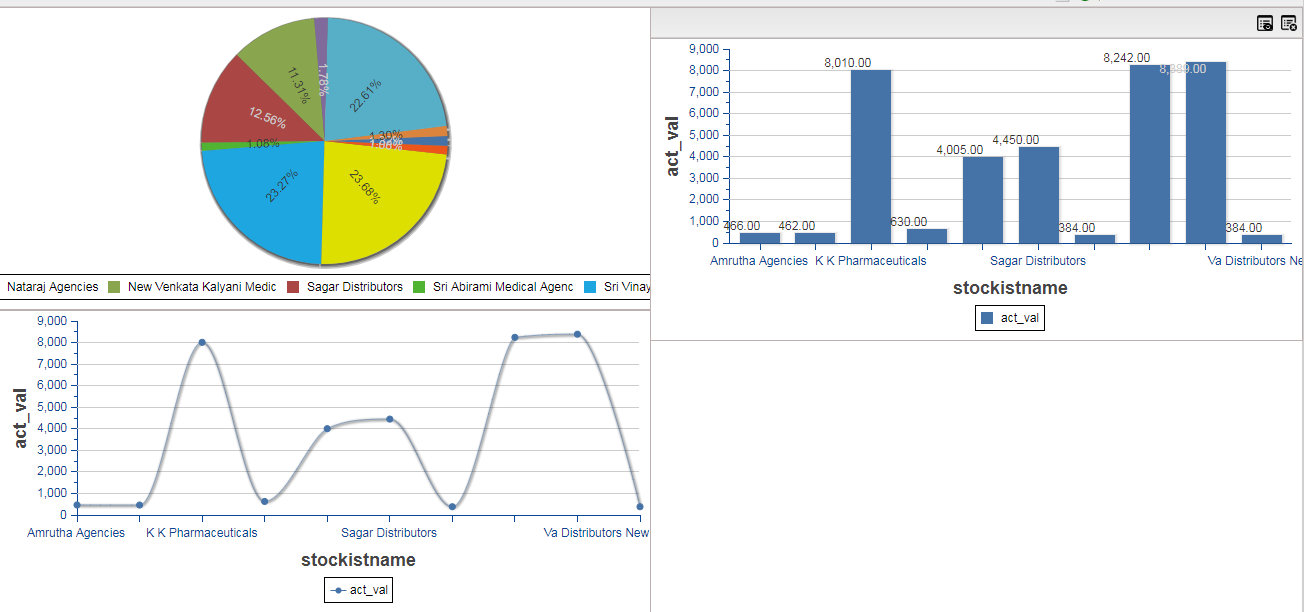 1.78%
22.61%
11.31%
12.56%
1.30%
1.08%
23.27%
23.68%
Nataraj Agencies New Venkata Kalyani Medic Sagar Distributors Sri Abirami Medical Agenc Sri Vinay
9,000
8,000
7,000
6,000
5,000
4,000
3,000
2,000
1,000
0
act_val
Amrutha Agencies K K Pharmaceuticals Sagar Distributors Va Distributors New
stockistname
act_val
9,000
8,000
7,000
6,000
5,000
4,000
3,000
2,000
1,000
0
act_val
466.00 462.00 8,010.00 630.00 4,005.00 4,450.00 384.00 8,242.00 8,389.00 384.00
Amrutha Agencies K K Pharmaceuticals Sagar Distributors Va Distributors Ne
stockistname
act_val